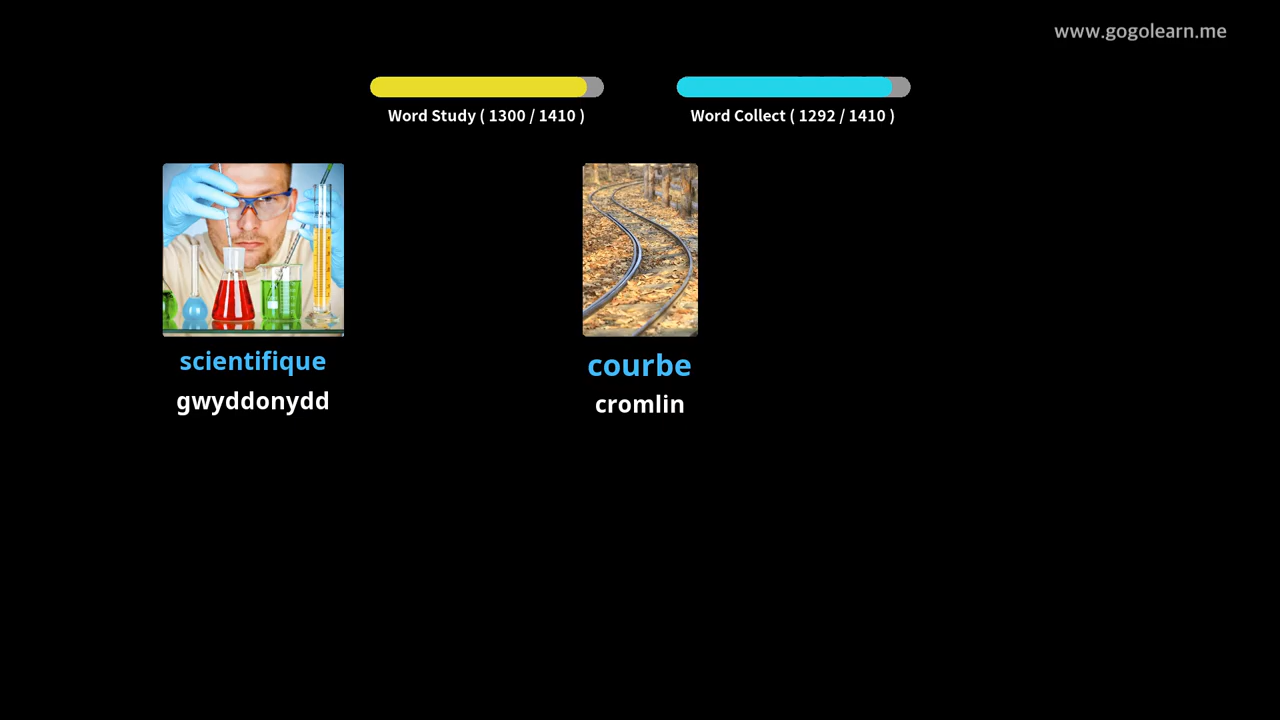 www.gogolearn.me
Word Study ( 1300 / 1410 )
Word Collect ( 1292 / 1410 )
scientifique
gwyddonydd
courbe
cromlin